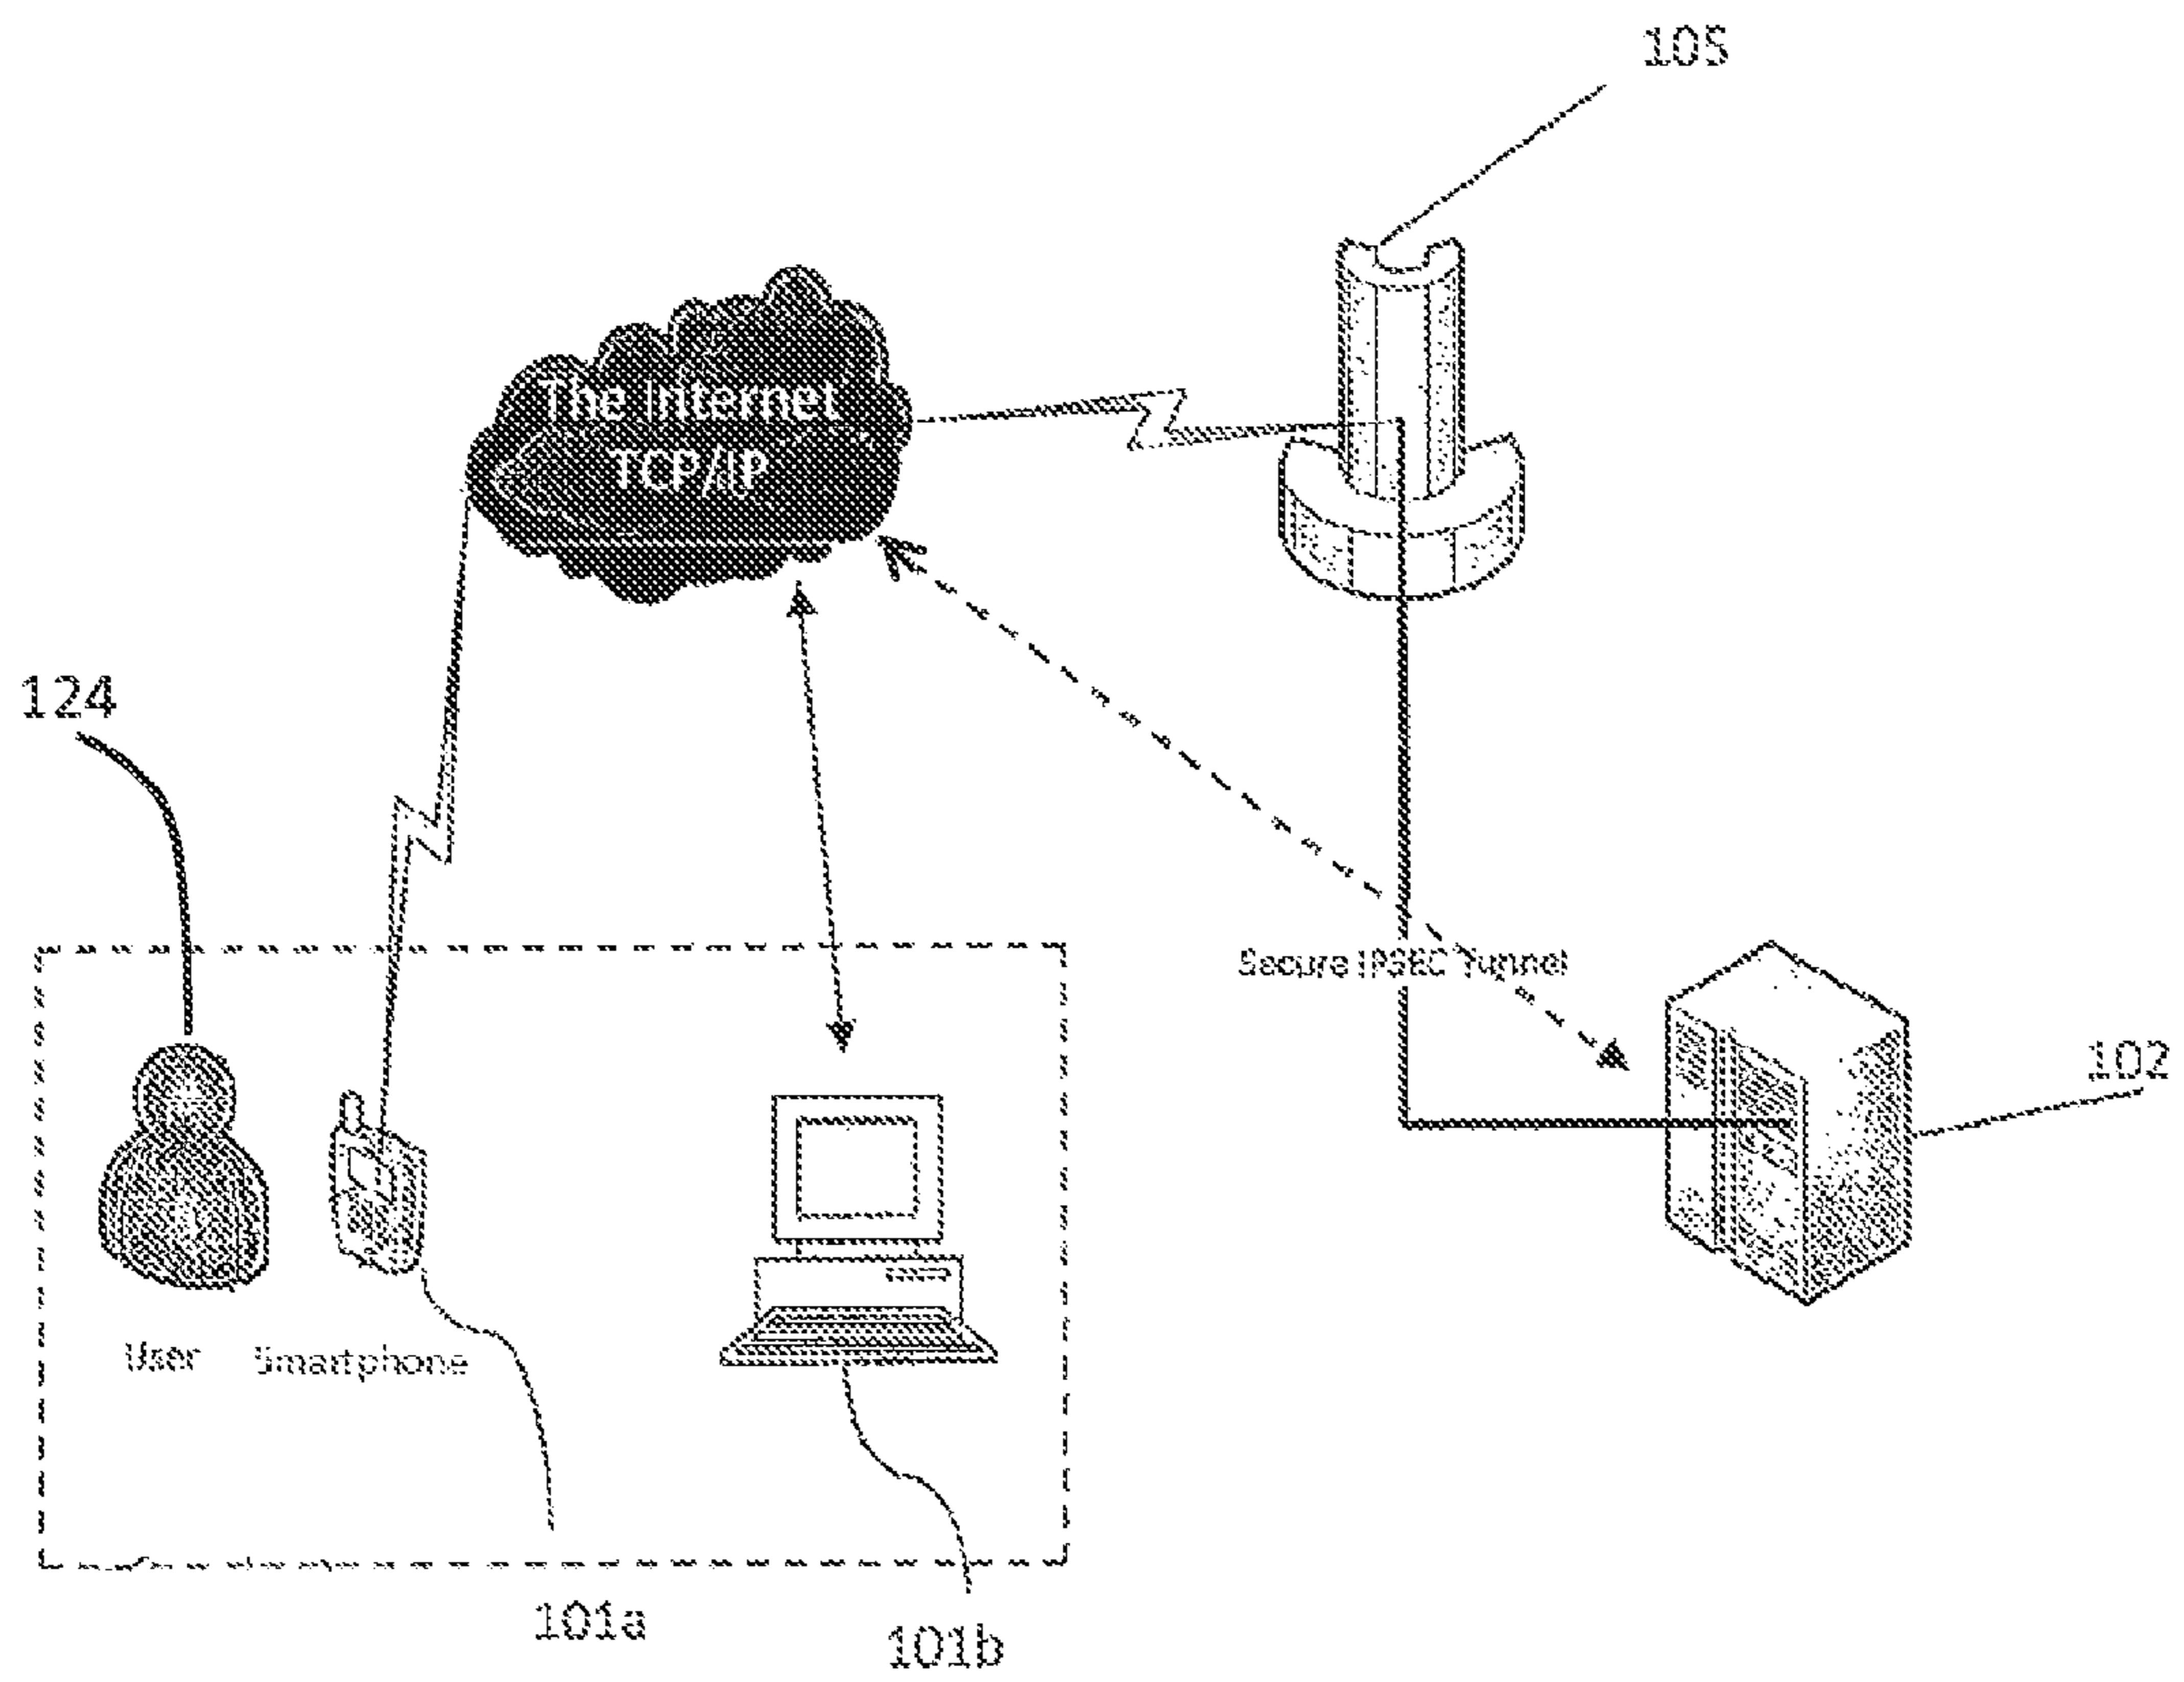 105
The Internet
TCP/IP
124
Secure IPSEC Tunnel
102
User
Smartphone
101a
101b